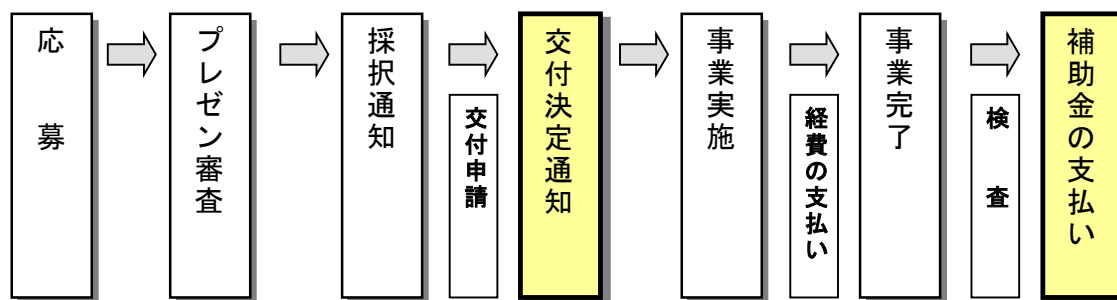 応　募
プレゼン審査
採択通知
交付申請
交付決定通知
事業実施
経費の支払い
事業完了
検　査
補助金の支払い